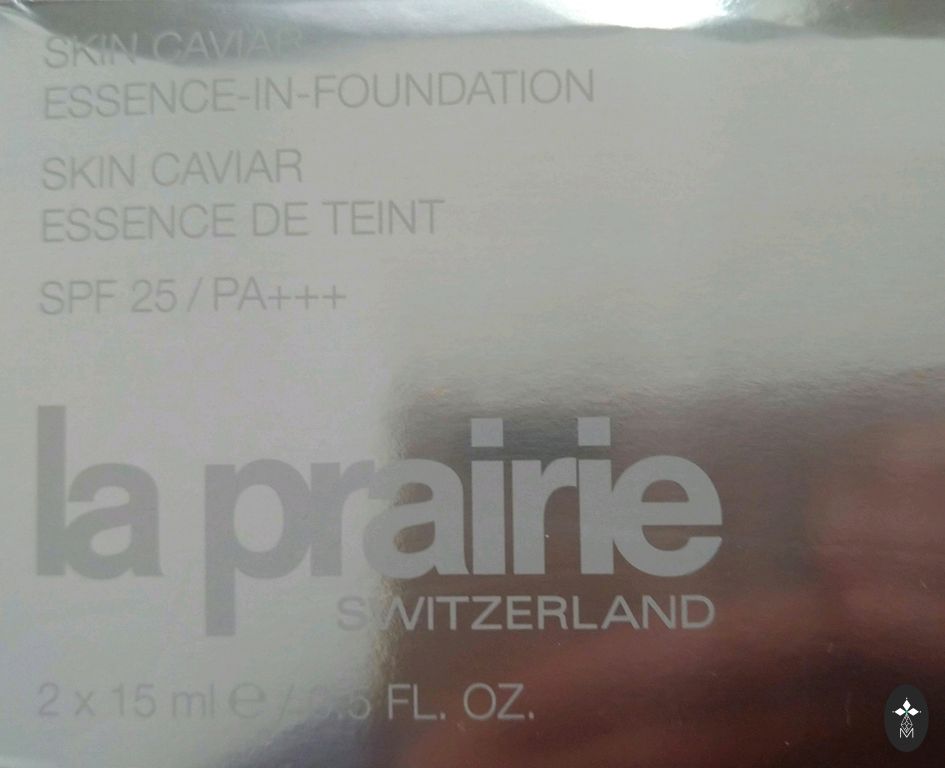 SKIN CAVIAR
ESSENCE-IN-FOUNDATION
SKIN CAVIAR
ESSENCE DE TEINT
SPF 25 / PA+++
la prairie
SWITZERLAND
2 x 15 ml ℮ / FL. OZ.
M